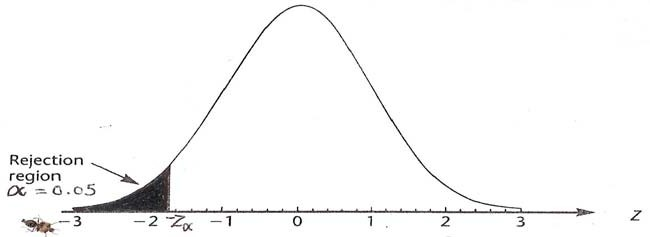 Rejection
region
α = 0.05
-3 -2 -Zα -1 0 1 2 3 Z